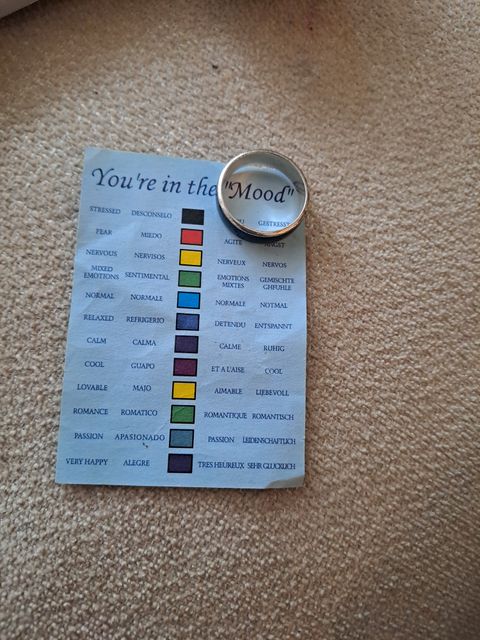 You're in the "Mood"
STRESSED DESCONSELO GESTRESST
FEAR MIEDO AGITE ANGST
NERVOUS NERVISOS NERVEUX NERVOS
MIXED EMOTIONS SENTIMENTAL EMOTIONS MIXTES GEMISCHTE GHFUHLE
NORMAL NORMALE NORMALE NOTMAL
RELAXED REFRIGERIO DETENDU ENTSPANNT
CALM CALMA CALME RUHIG
COOL GUAPO ET A L'AISE COOL
LOVABLE MAJO AIMABLE LIEBEVOLL
ROMANCE ROMATICO ROMANTIQUE ROMANTISCH
PASSION APASIONADO PASSION LEIDENSCHAFTLICH
VERY HAPPY ALEGRE TRES HEUREUX SEHR GLUCKLICH